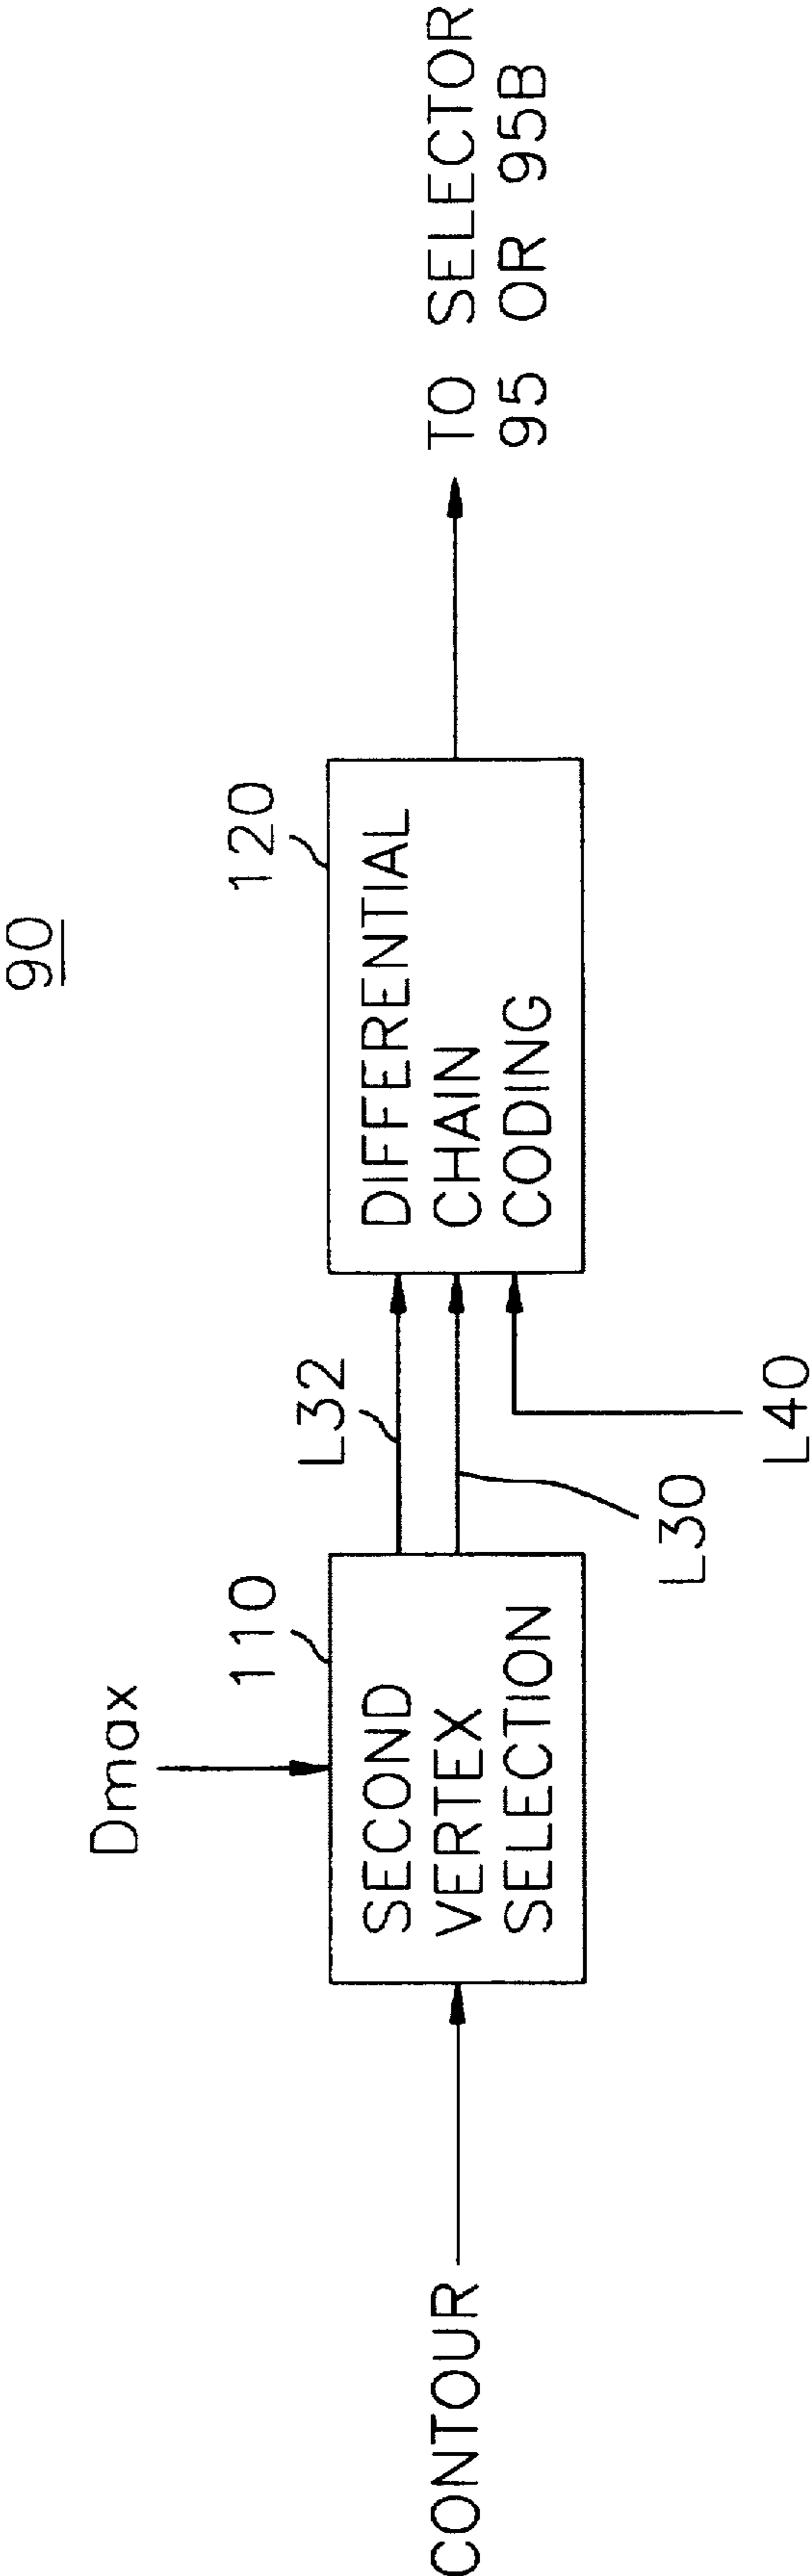 90
Dmax
110
120
CONTOUR
SECOND
VERTEX
SELECTION
L32
L30
L40
DIFFERENTIAL
CHAIN
CODING
TO SELECTOR
95 OR 95B